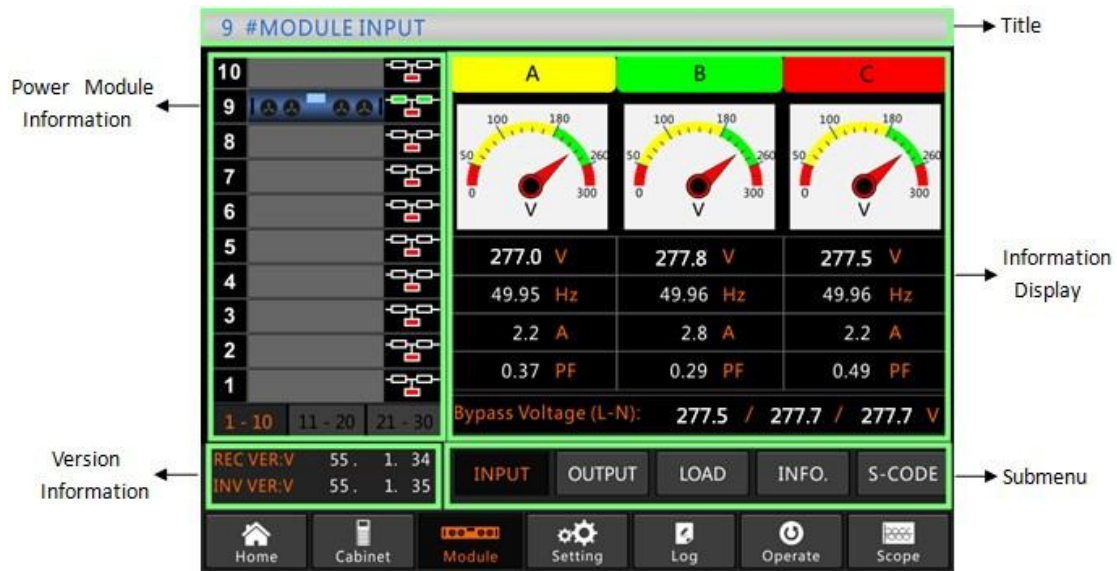 9 #MODULE INPUT
Title
Power Module
Information
10
9
8
7
6
5
4
3
2
1
1 - 10 11 - 20 21 - 30
A B C
0 50 100 180 260 300
V
0 50 100 180 260 300
V
0 50 100 180 260 300
V
277.0 V 277.8 V 277.5 V
49.95 Hz 49.96 Hz 49.96 Hz
2.2 A 2.8 A 2.2 A
0.37 PF 0.29 PF 0.49 PF
Bypass Voltage (L-N): 277.5 / 277.7 / 277.7 V
Information
Display
Version
Information
REC VER:V 55. 1. 34
INV VER:V 55. 1. 35
INPUT OUTPUT LOAD INFO. S-CODE
Submenu
Home Cabinet Module Setting Log Operate Scope